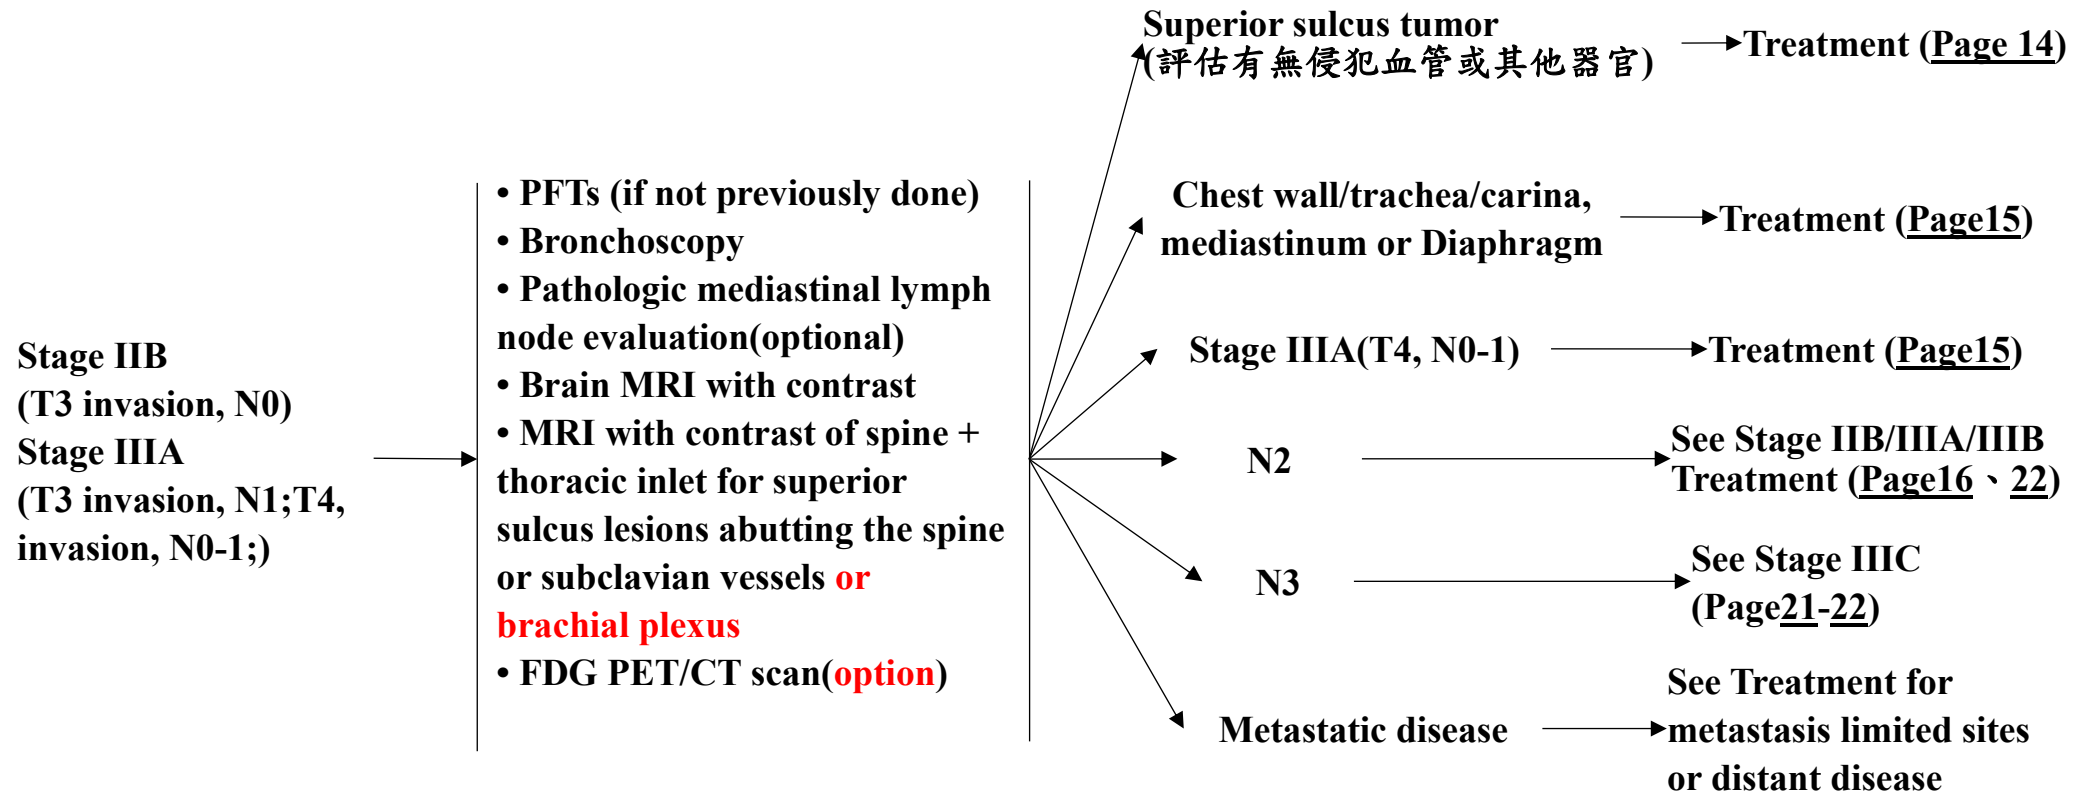 Stage IIB
(T3 invasion, N0)
Stage IIIA
(T3 invasion, N1;T4,
invasion, N0-1;)
• PFTs (if not previously done)
• Bronchoscopy
• Pathologic mediastinal lymph
node evaluation(optional)
• Brain MRI with contrast
• MRI with contrast of spine +
thoracic inlet for superior
sulcus lesions abutting the spine
or subclavian vessels or
brachial plexus
• FDG PET/CT scan(option)
Superior sulcus tumor
(評估有無侵犯血管或其他器官)
Treatment (Page 14)
Chest wall/trachea/carina,
mediastinum or Diaphragm
Treatment (Page15)
Stage IIIA(T4, N0-1)
Treatment (Page15)
N2
See Stage IIB/IIIA/IIIB
Treatment (Page16、22)
N3
See Stage IIIC
(Page21-22)
Metastatic disease
See Treatment for
metastasis limited sites
or distant disease